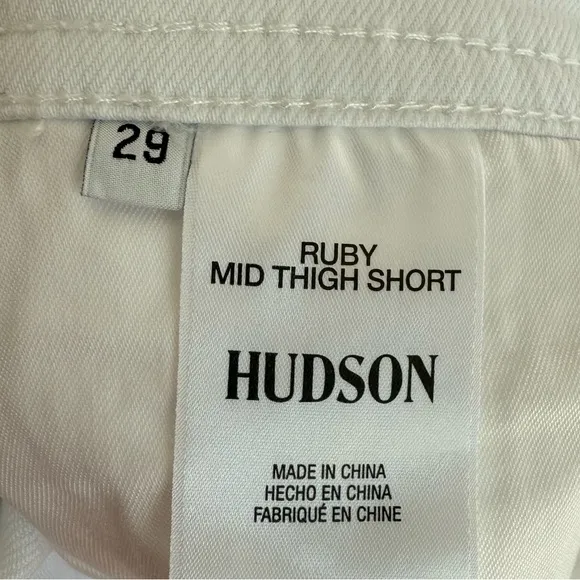 29
RUBY
MID THIGH SHORT
HUDSON
MADE IN CHINA
HECHO EN CHINA
FABRIQUÉ EN CHINE